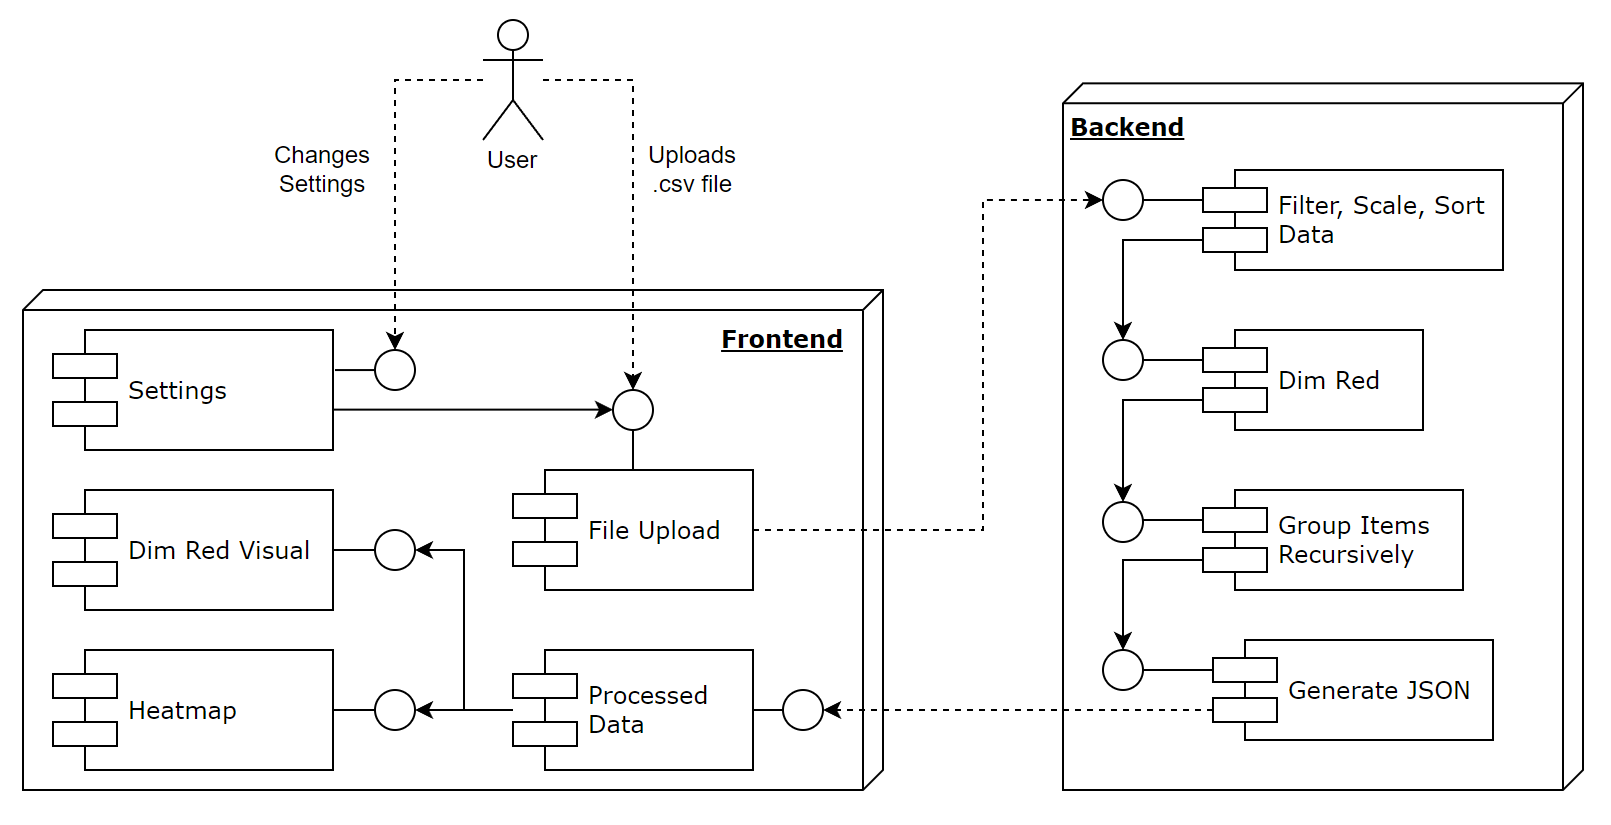 User
Changes
Settings
Uploads
.csv file
Backend
Filter, Scale, Sort
Data
Frontend
Settings
Dim Red
File Upload
Dim Red Visual
Group Items
Recursively
Processed
Data
Heatmap
Generate JSON